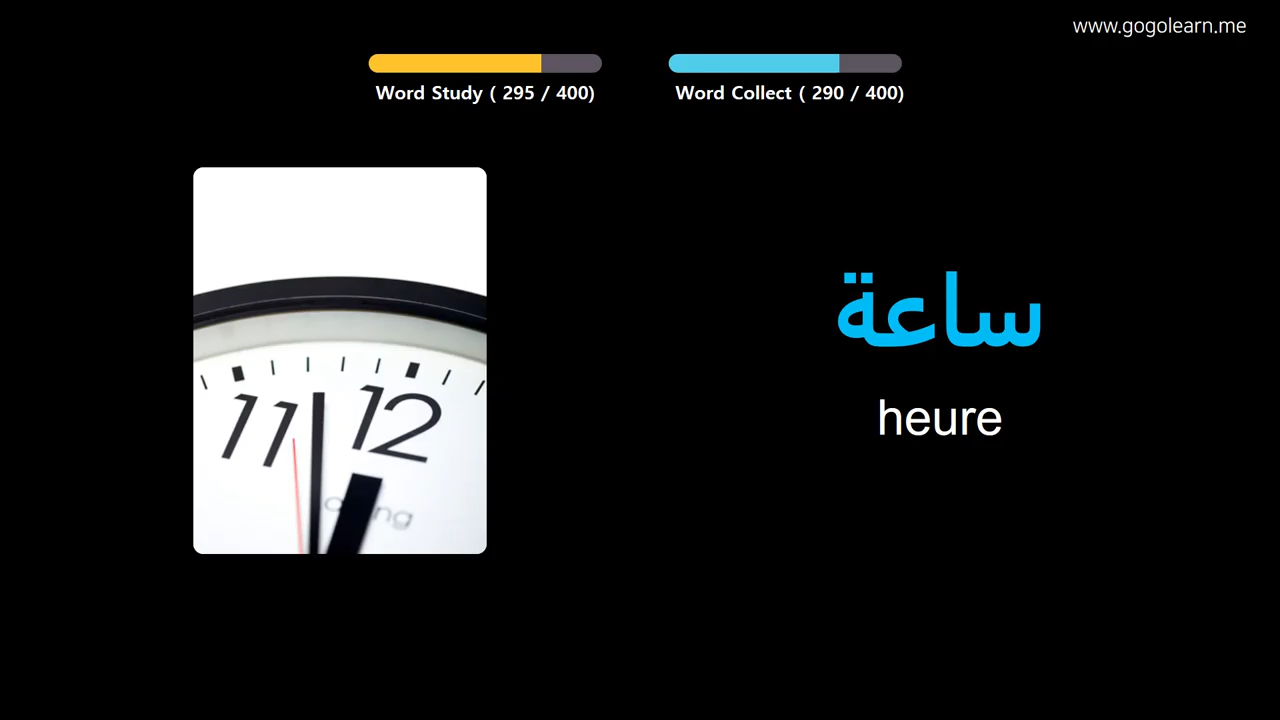 www.gogolearn.me
Word Study ( 295 / 400)
Word Collect ( 290 / 400)
11 12
ساعة
heure